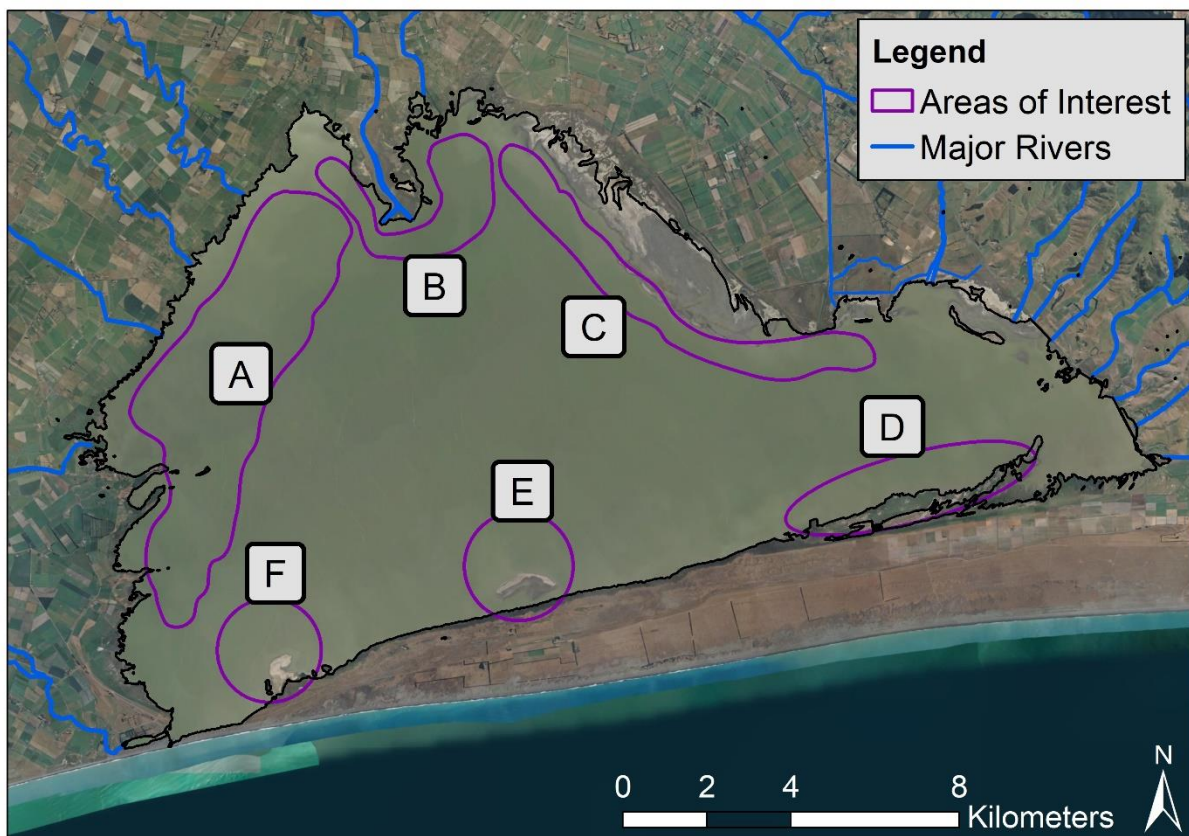 Legend
Areas of Interest
Major Rivers
B
C
A
D
E
F
N
0 2 4 8
Kilometers